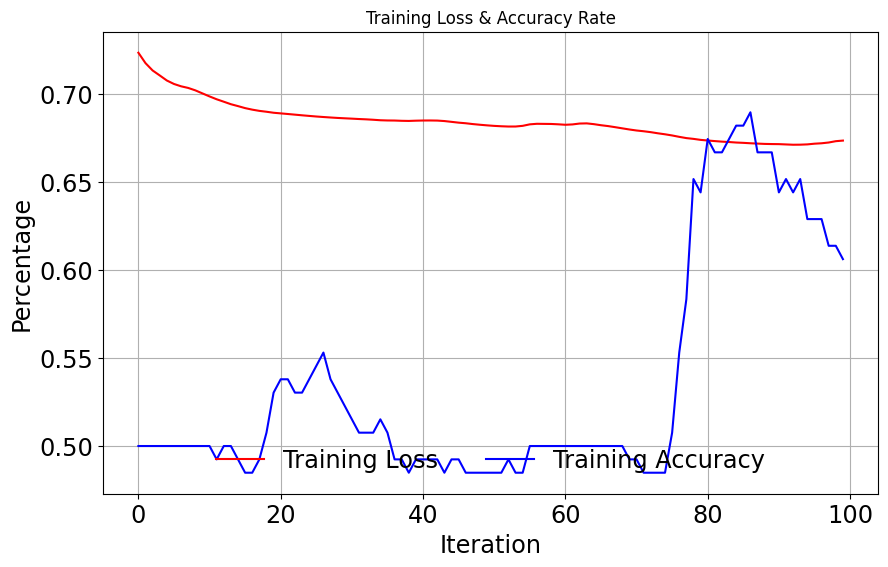 Training Loss & Accuracy Rate
Percentage
0.70
0.65
0.60
0.55
0.50
Training Loss Training Accuracy
0 20 40 60 80 100
Iteration